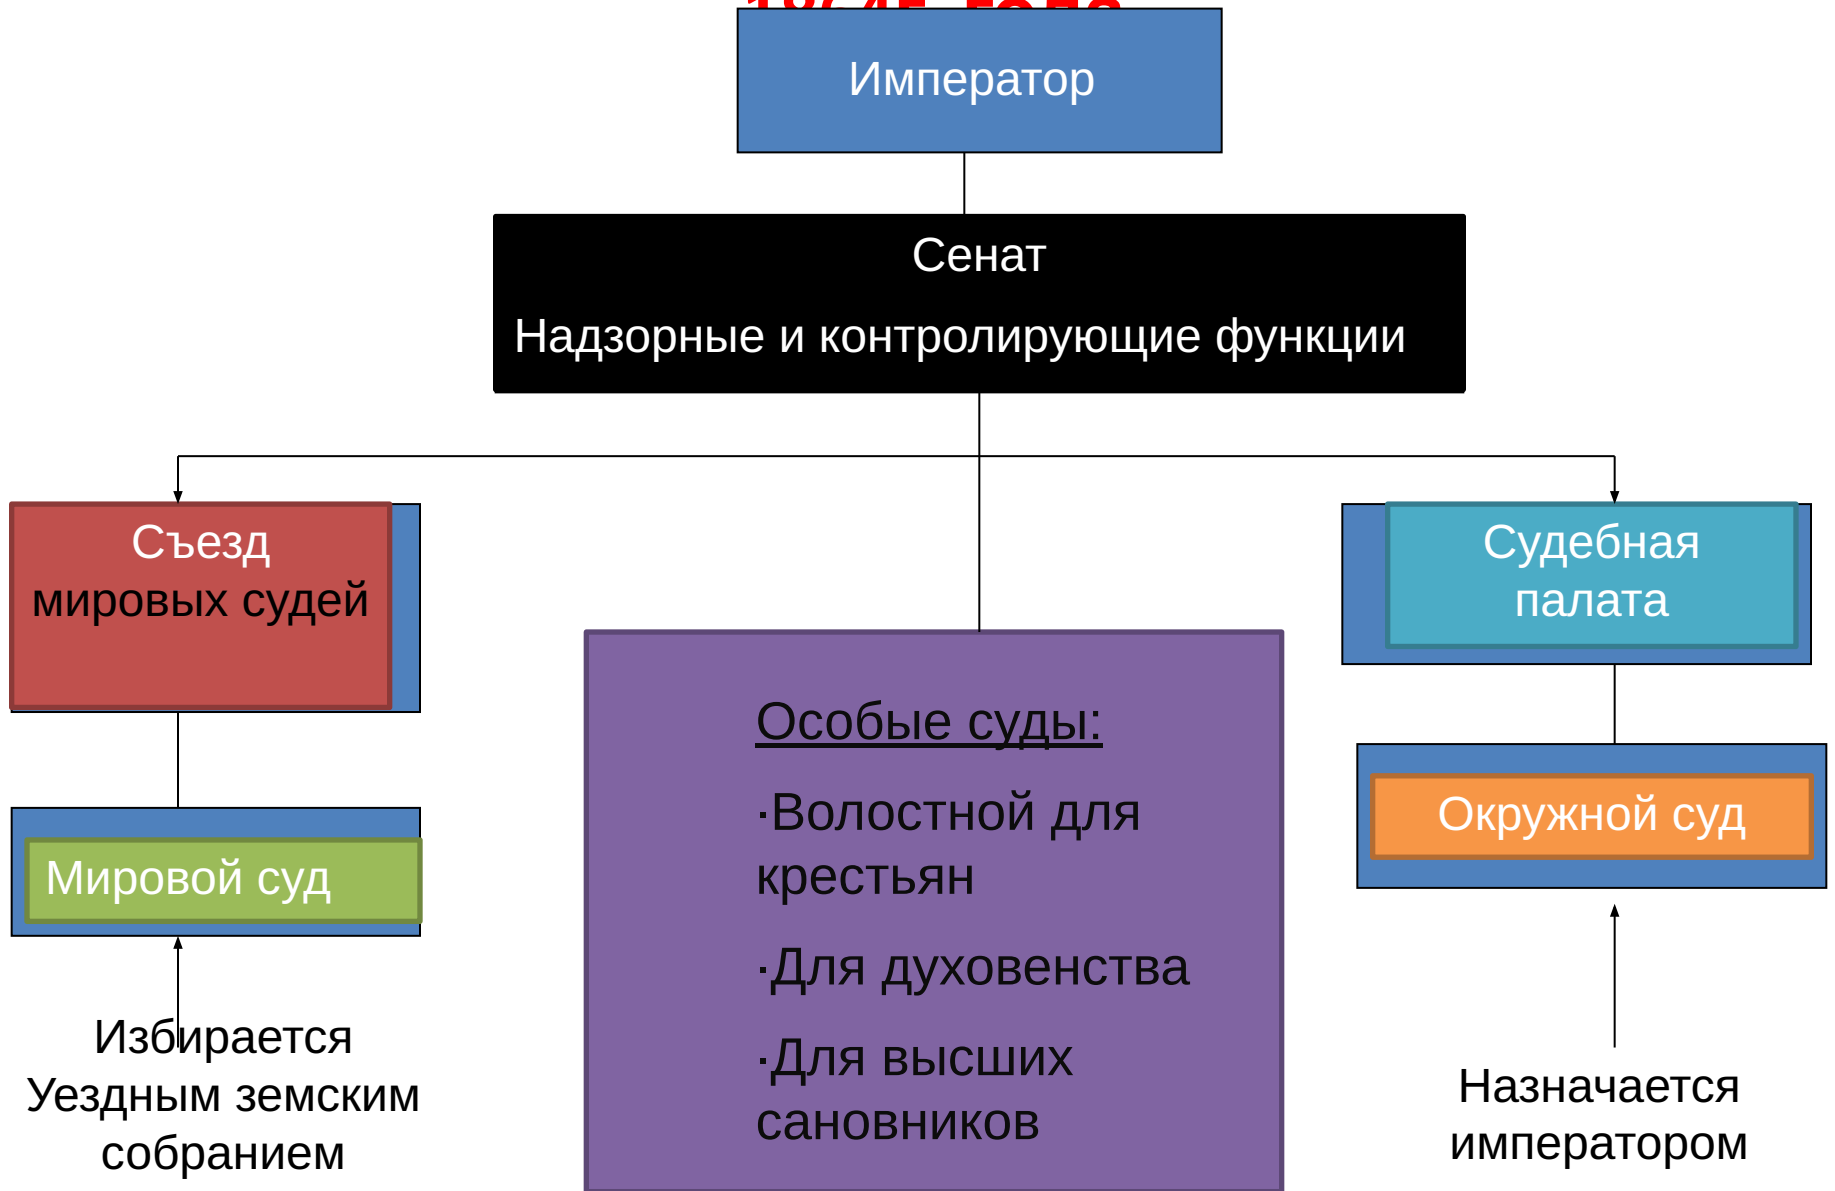 Император
Сенат
Надзорные и контролирующие функции
Съезд
мировых судей
Судебная
палата
Особые суды:
·Волостной для
крестьян
·Для духовенства
·Для высших
сановников
Мировой суд
Окружной суд
Избирается
Уездным земским
собранием
Назначается
императором